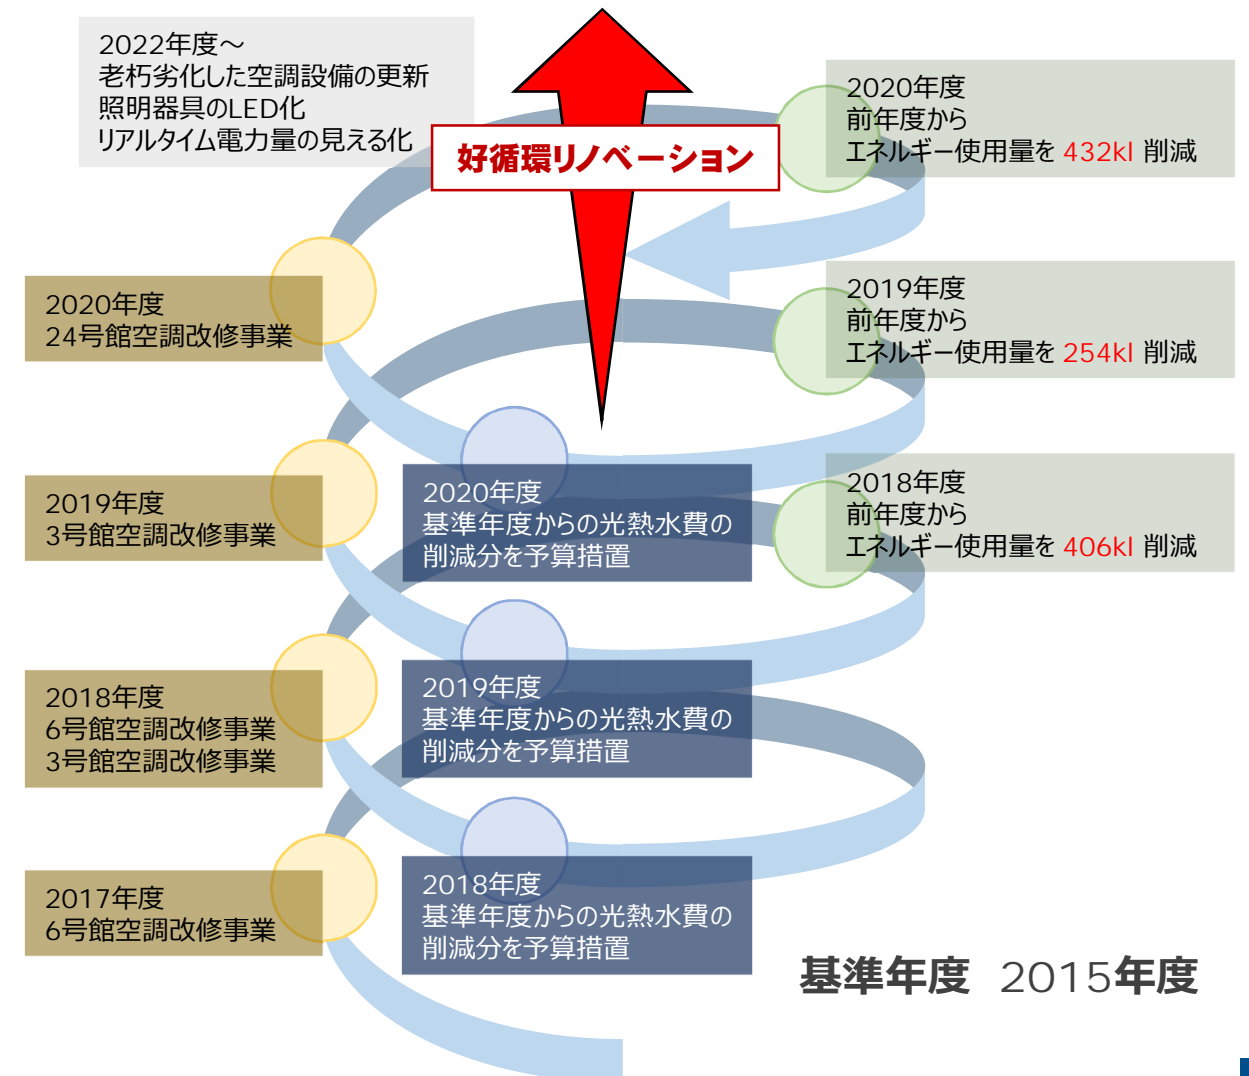 2022年度～
老朽劣化した空調設備の更新
照明器具のLED化
リアルタイム電力量の見える化
好循環リノベーション
2020年度
前年度から
エネルギー使用量を 432kl 削減
2020年度
24号館空調改修事業
2019年度
前年度から
エネルギー使用量を 254kl 削減
2019年度
3号館空調改修事業
2020年度
基準年度からの光熱水費の
削減分を予算措置
2018年度
前年度から
エネルギー使用量を 406kl 削減
2018年度
6号館空調改修事業
3号館空調改修事業
2019年度
基準年度からの光熱水費の
削減分を予算措置
2017年度
6号館空調改修事業
2018年度
基準年度からの光熱水費の
削減分を予算措置
基準年度 2015年度